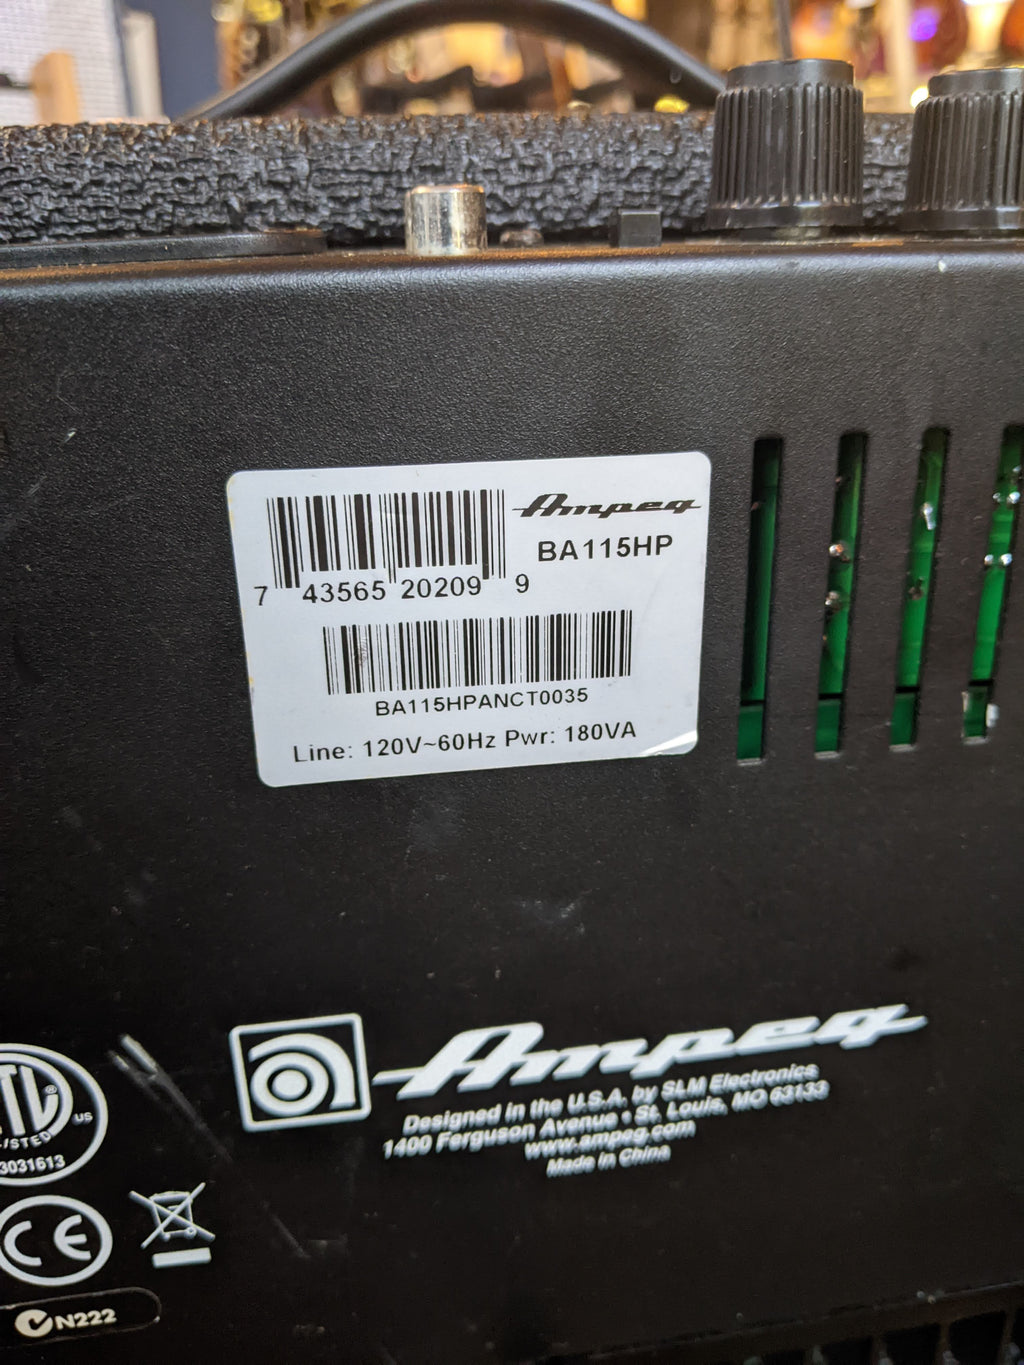 Ampeg
BA115HP
7 43565 20209 9
BA115HPANCT0035
Line: 120V~60Hz Pwr: 180VA
Ampeg
Designed in the U.S.A. by SLM Electronics
1400 Ferguson Avenue • St. Louis, MO 63133
www.ampeg.com
Made in China
US
LISTED
3031613
CE
N222